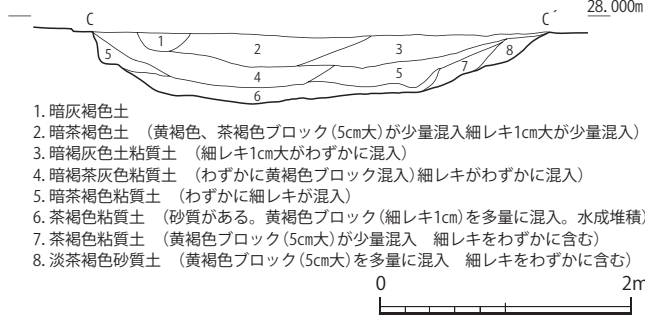 C C´ 28.000m
1 2 3 8
5 7
4 5
6
1. 暗灰褐色土
2. 暗茶褐色土 (黄褐色、茶褐色ブロック(5cm大)が少量混入細レキ1cm大が少量混入)
3. 暗褐灰色土粘質土 (細レキ1cm大がわずかに混入)
4. 暗褐茶灰色粘質土 (わずかに黄褐色ブロック混入)細レキがわずかに混入)
5. 暗茶褐色粘質土 (わずかに細レキが混入)
6. 茶褐色粘質土 (砂質がある。黄褐色ブロック(細レキ1cm)を多量に混入。水成堆積)
7. 茶褐色粘質土 (黄褐色ブロック(5cm大)が少量混入 細レキをわずかに含む)
8. 淡茶褐色砂質土 (黄褐色ブロック(5cm大)を多量に混入 細レキをわずかに含む)
0 2m